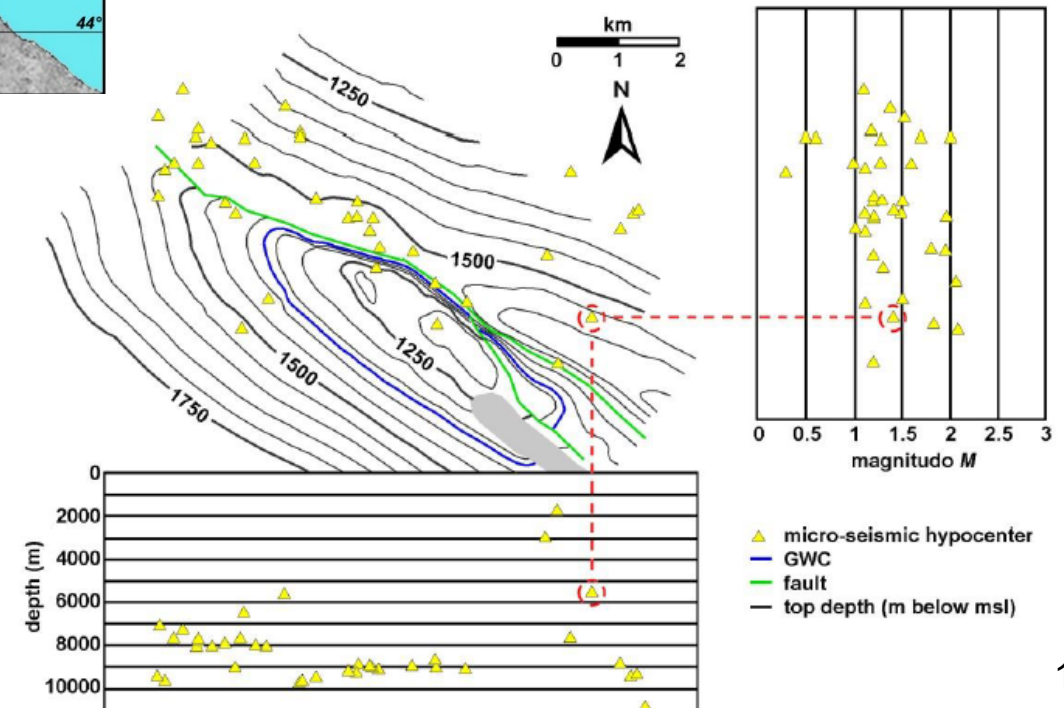 44°
km
0 1 2
N
1250
1500
1250
1500
1750
0 0.5 1 1.5 2 2.5 3
magnitudo M
0
2000
4000
6000
8000
10000
depth (m)
micro-seismic hypocenter
GWC
fault
top depth (m below msl)